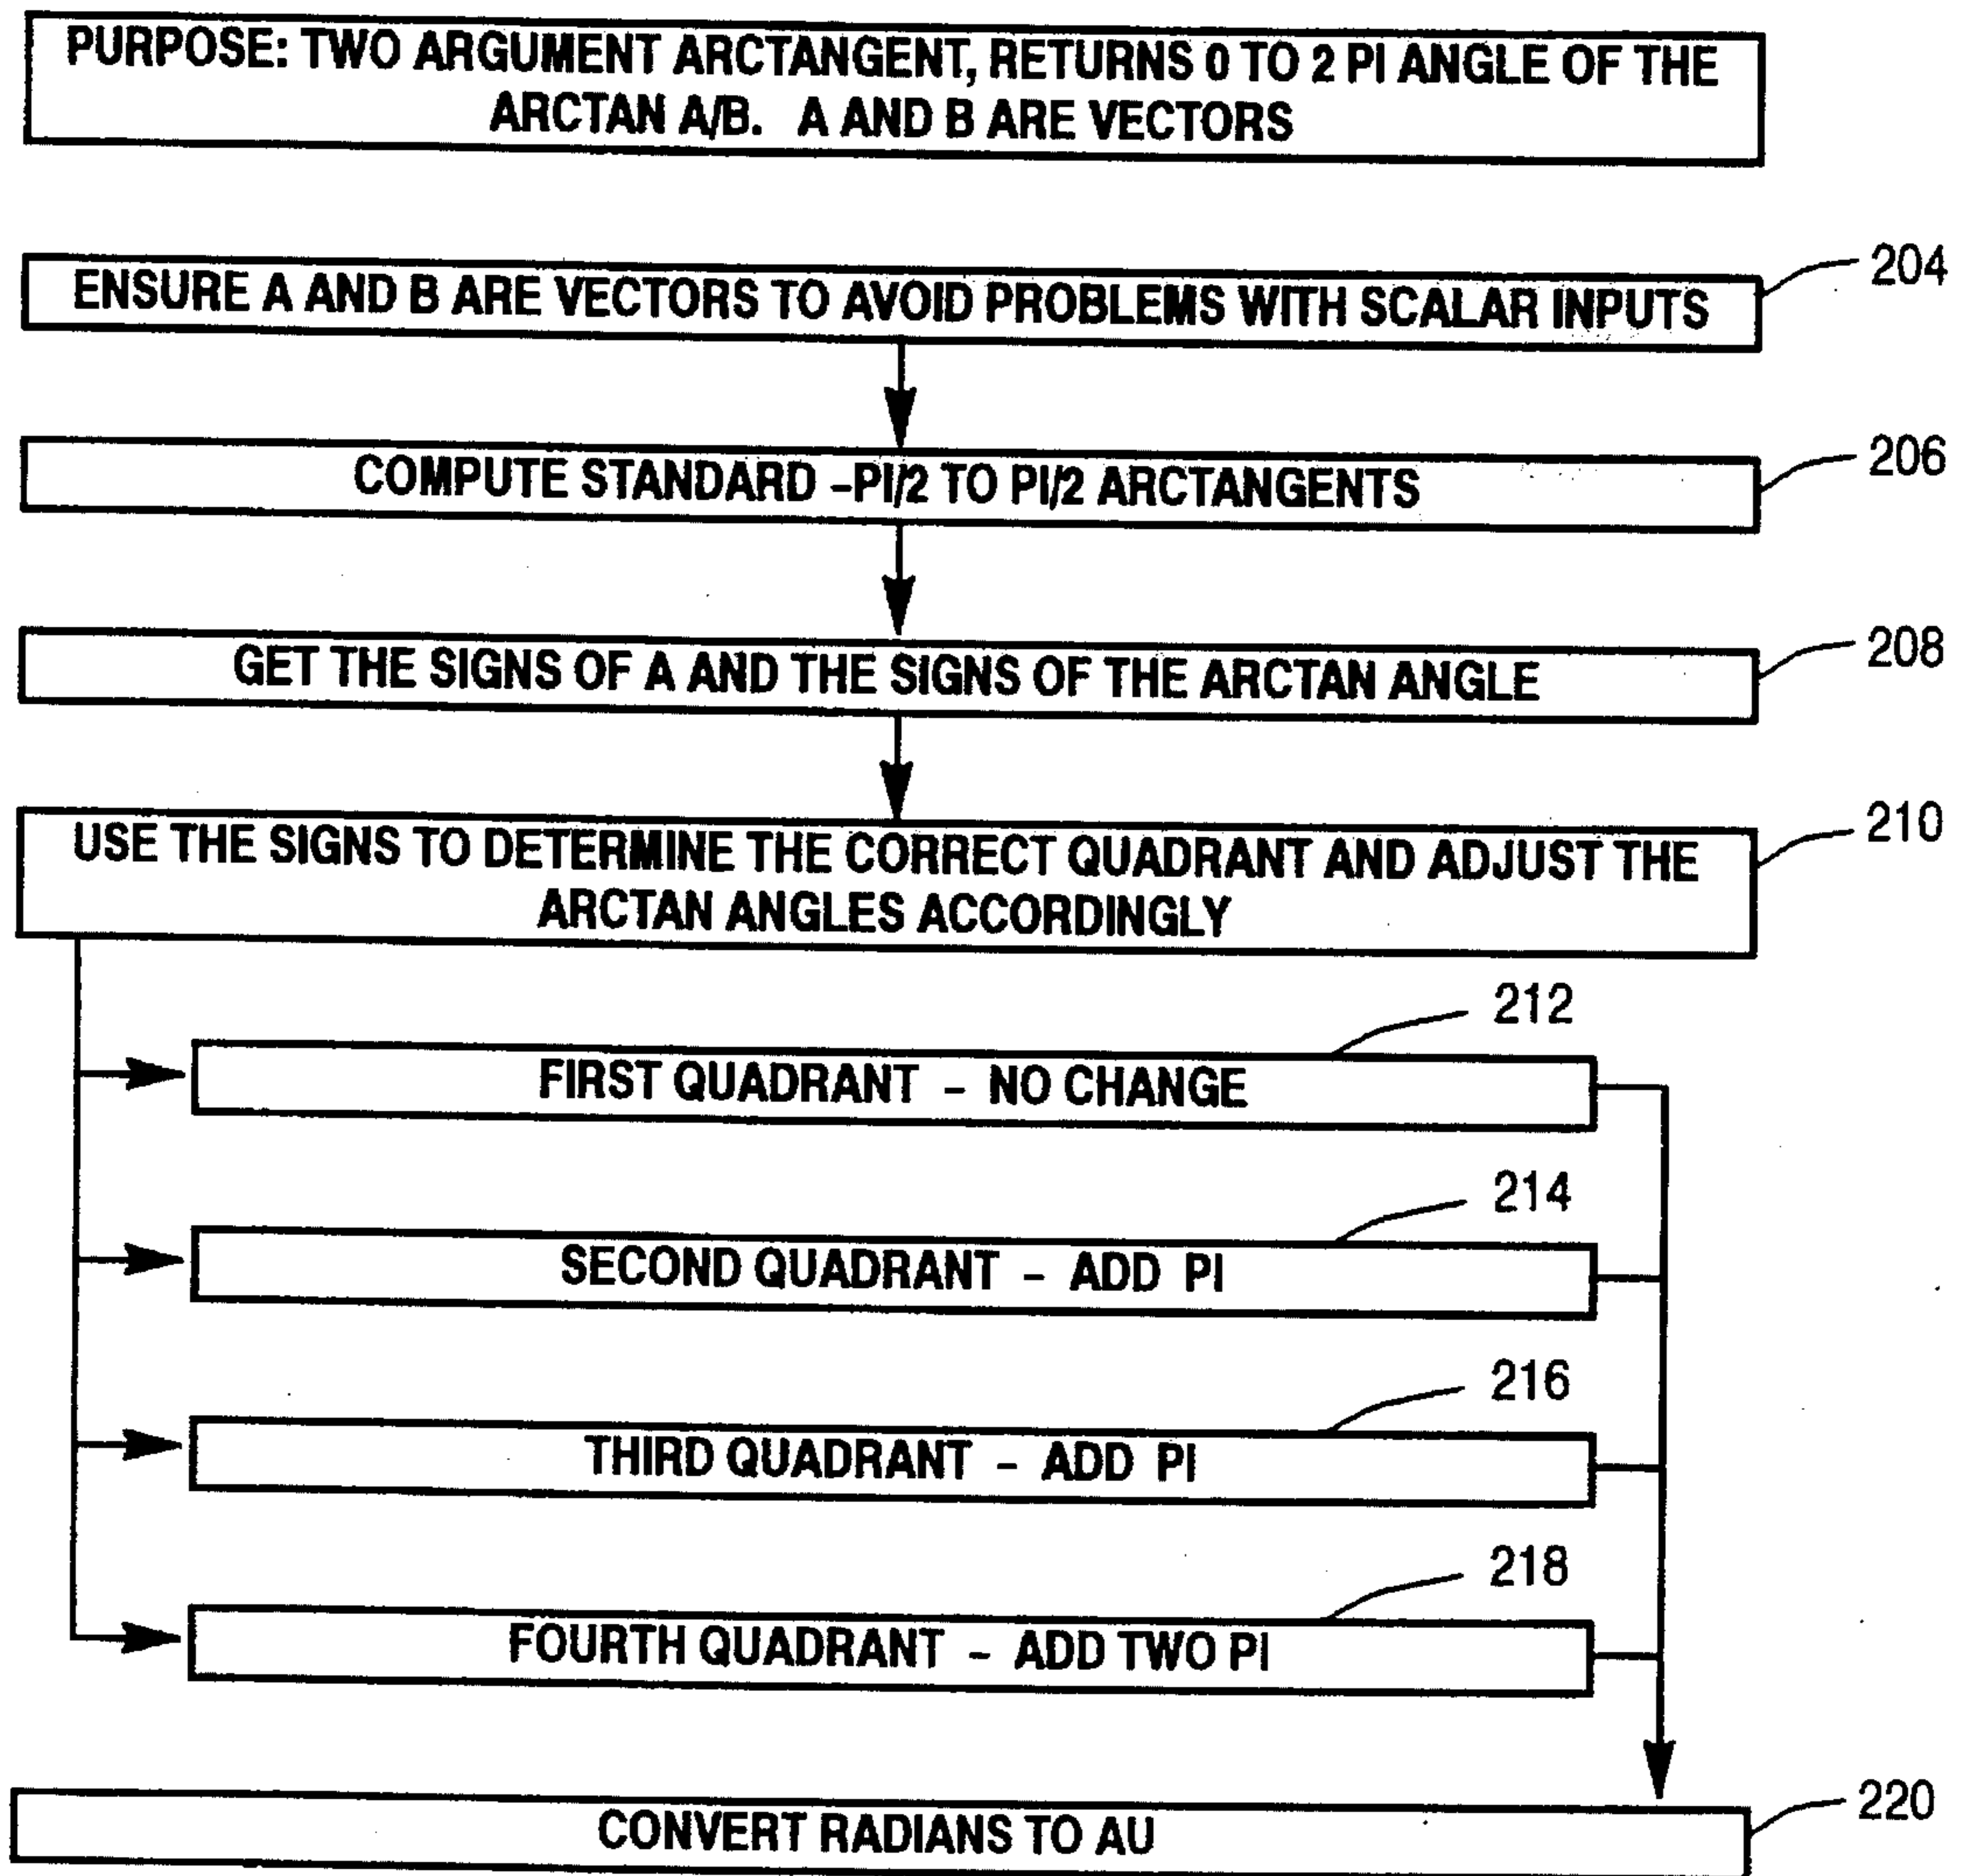 PURPOSE: TWO ARGUMENT ARCTANGENT, RETURNS 0 TO 2 PI ANGLE OF THE
ARCTAN A/B. A AND B ARE VECTORS
204
ENSURE A AND B ARE VECTORS TO AVOID PROBLEMS WITH SCALAR INPUTS
206
COMPUTE STANDARD -PI/2 TO PI/2 ARCTANGENTS
208
GET THE SIGNS OF A AND THE SIGNS OF THE ARCTAN ANGLE
210
USE THE SIGNS TO DETERMINE THE CORRECT QUADRANT AND ADJUST THE
ARCTAN ANGLES ACCORDINGLY
212
FIRST QUADRANT - NO CHANGE
214
SECOND QUADRANT - ADD PI
216
THIRD QUADRANT - ADD PI
218
FOURTH QUADRANT - ADD TWO PI
220
CONVERT RADIANS TO AU